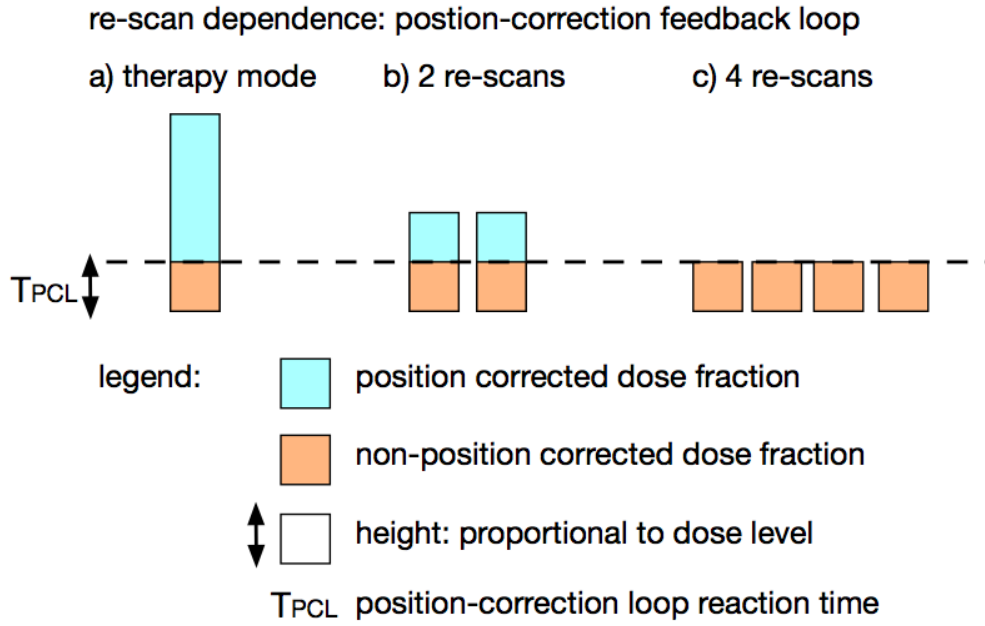 re-scan dependence: postion-correction feedback loop
a) therapy mode b) 2 re-scans c) 4 re-scans
TPCL
legend:
position corrected dose fraction
non-position corrected dose fraction
height: proportional to dose level
TPCL position-correction loop reaction time